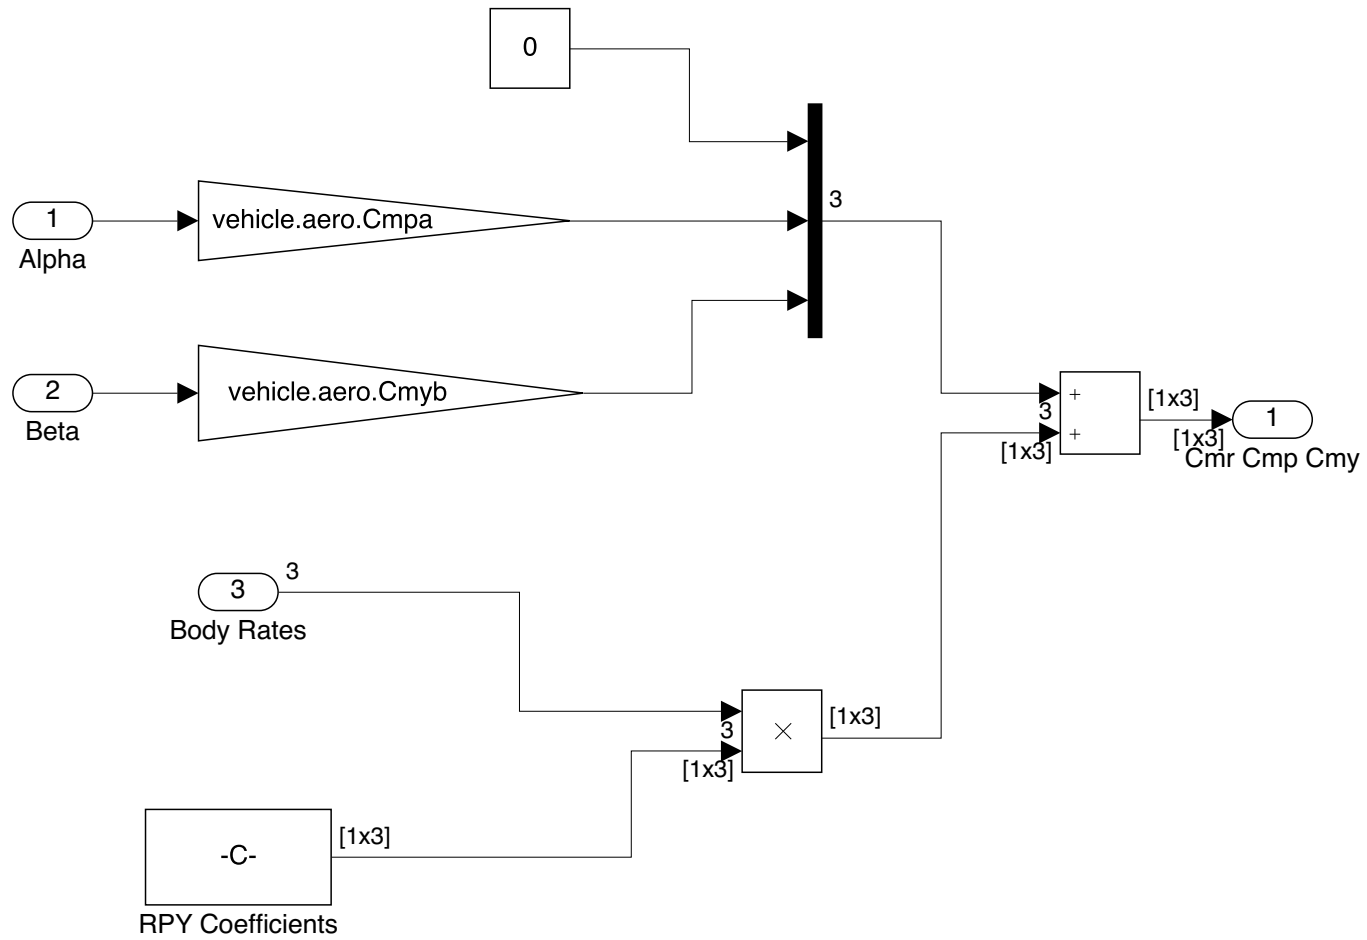 0
3
1
vehicle.aero.Cmpa
Alpha
2
vehicle.aero.Cmyb
Beta
+
3
+
[1x3]
[1x3]
[1x3]
1
Cmr Cmp Cmy
3
3
Body Rates
3
[1x3]
×
[1x3]
-C-
[1x3]
RPY Coefficients